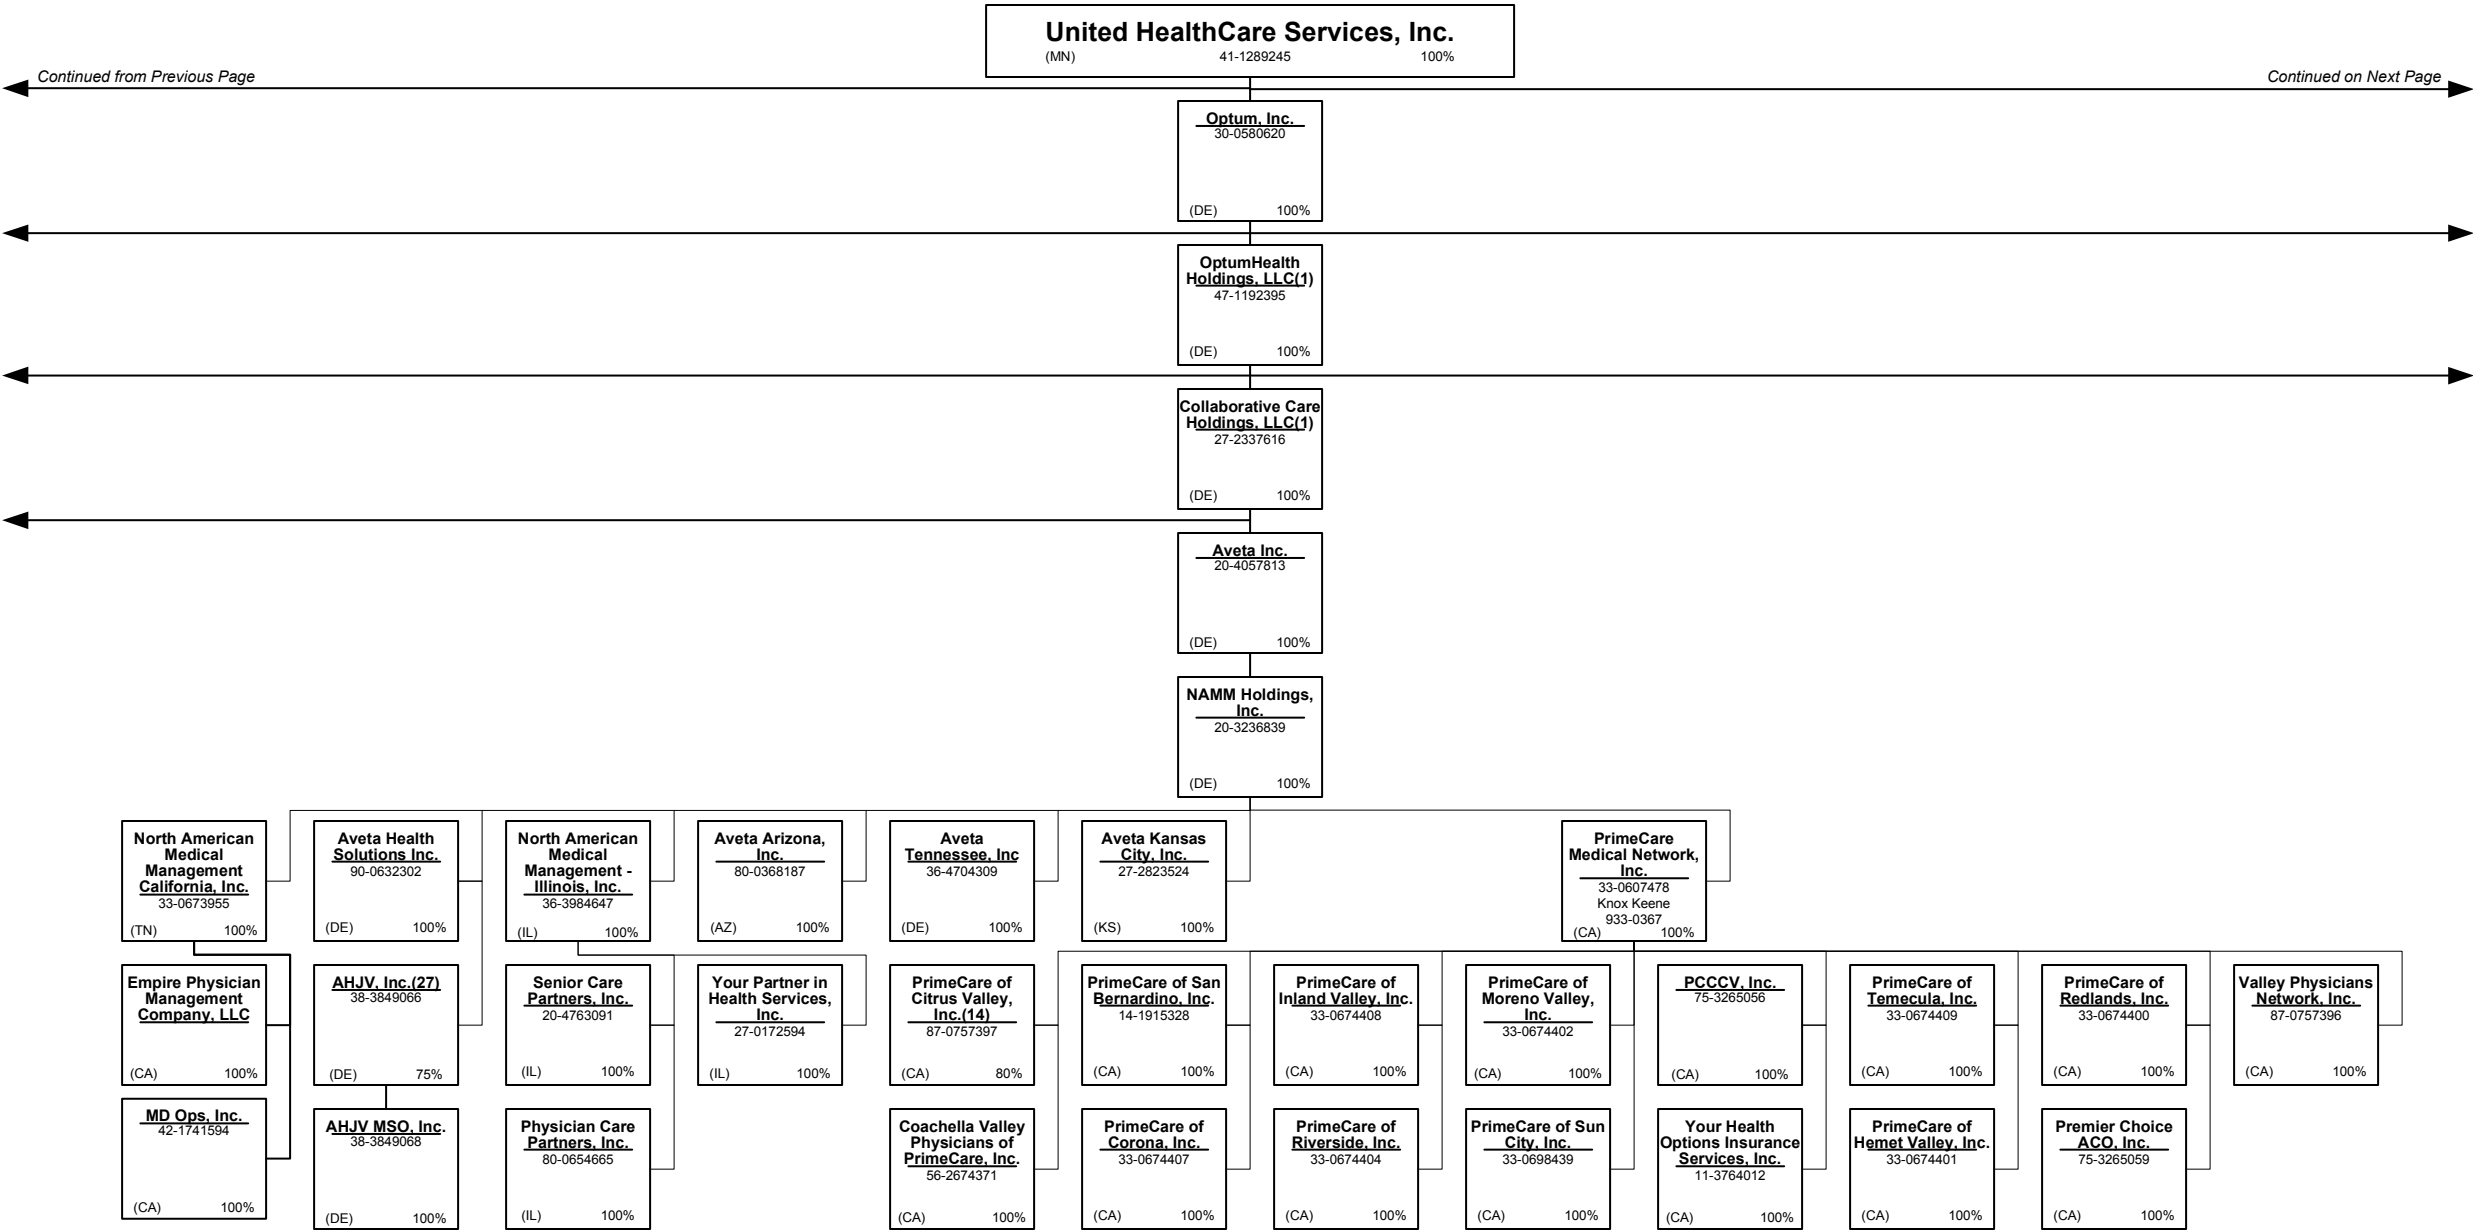 United HealthCare Services, Inc.
(MN) 41-1289245 100%
Continued from Previous Page
Continued on Next Page
Optum, Inc.
30-0580620
(DE) 100%
OptumHealth
Holdings, LLC(1)
47-1192395
(DE) 100%
Collaborative Care
Holdings, LLC(1)
27-2337616
(DE) 100%
Aveta Inc.
20-4057813
(DE) 100%
NAMM Holdings,
Inc.
20-3236839
(DE) 100%
North American
Medical
Management
California, Inc.
33-0673955
(TN) 100%
Aveta Health
Solutions Inc.
90-0632302
(DE) 100%
North American
Medical
Management -
Illinois, Inc.
36-3984647
(IL) 100%
Aveta Arizona,
Inc.
80-0368187
(AZ) 100%
Aveta
Tennessee, Inc
36-4704309
(DE) 100%
Aveta Kansas
City, Inc.
27-2823524
(KS) 100%
PrimeCare
Medical Network,
Inc.
33-0607478
Knox Keene
933-0367
(CA) 100%
Empire Physician
Management
Company, LLC
(CA) 100%
AHJV, Inc.(27)
38-3849066
(DE) 75%
Senior Care
Partners, Inc.
20-4763091
(IL) 100%
Your Partner in
Health Services,
Inc.
27-0172594
(IL) 100%
PrimeCare of
Citrus Valley,
Inc.(14)
87-0757397
(CA) 80%
PrimeCare of San
Bernardino, Inc.
14-1915328
(CA) 100%
PrimeCare of
Inland Valley, Inc.
33-0674408
(CA) 100%
PrimeCare of
Moreno Valley,
Inc.
33-0674402
(CA) 100%
PCCCV, Inc.
75-3265056
(CA) 100%
PrimeCare of
Temecula, Inc.
33-0674409
(CA) 100%
PrimeCare of
Redlands, Inc.
33-0674400
(CA) 100%
Valley Physicians
Network, Inc.
87-0757396
(CA) 100%
MD Ops, Inc.
42-1741594
(CA) 100%
AHJV MSO, Inc.
38-3849068
(DE) 100%
Physician Care
Partners, Inc.
80-0654665
(IL) 100%
Coachella Valley
Physicians of
PrimeCare, Inc.
56-2674371
(CA) 100%
PrimeCare of
Corona, Inc.
33-0674407
(CA) 100%
PrimeCare of
Riverside, Inc.
33-0674404
(CA) 100%
PrimeCare of Sun
City, Inc.
33-0698439
(CA) 100%
Your Health
Options Insurance
Services, Inc.
11-3764012
(CA) 100%
PrimeCare of
Hemet Valley, Inc.
33-0674401
(CA) 100%
Premier Choice
ACO, Inc.
75-3265059
(CA) 100%